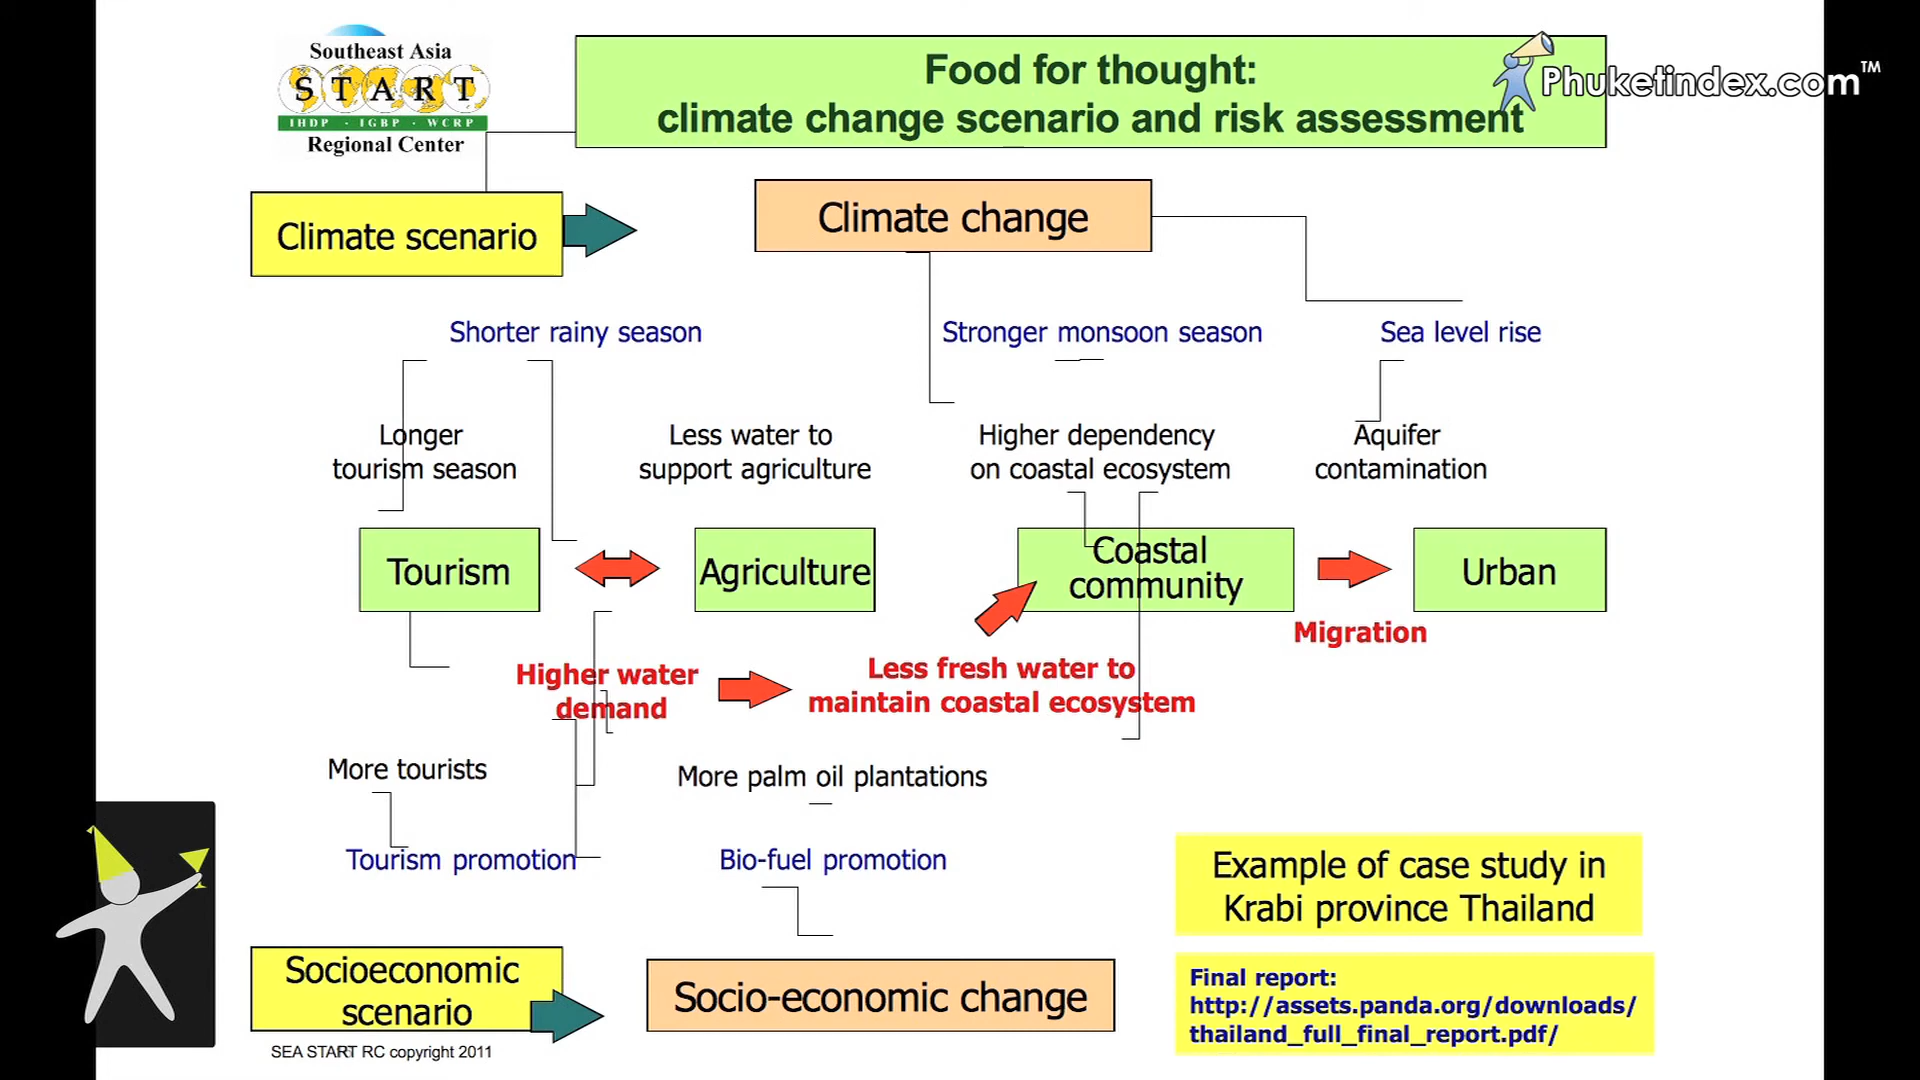 Southeast Asia
START
IHDP · IGBP · WCRP
Regional Center
Food for thought:
climate change scenario and risk assessment
Phuketindex.com™
Climate scenario
Climate change
Shorter rainy season
Stronger monsoon season
Sea level rise
Longer
tourism season
Less water to
support agriculture
Higher dependency
on coastal ecosystem
Aquifer
contamination
Tourism
Agriculture
Coastal
community
Urban
Migration
Higher water
demand
Less fresh water to
maintain coastal ecosystem
More tourists
More palm oil plantations
Tourism promotion
Bio-fuel promotion
Example of case study in
Krabi province Thailand
Socioeconomic
scenario
Socio-economic change
Final report:
http://assets.panda.org/downloads/
thailand_full_final_report.pdf/
SEA START RC copyright 2011